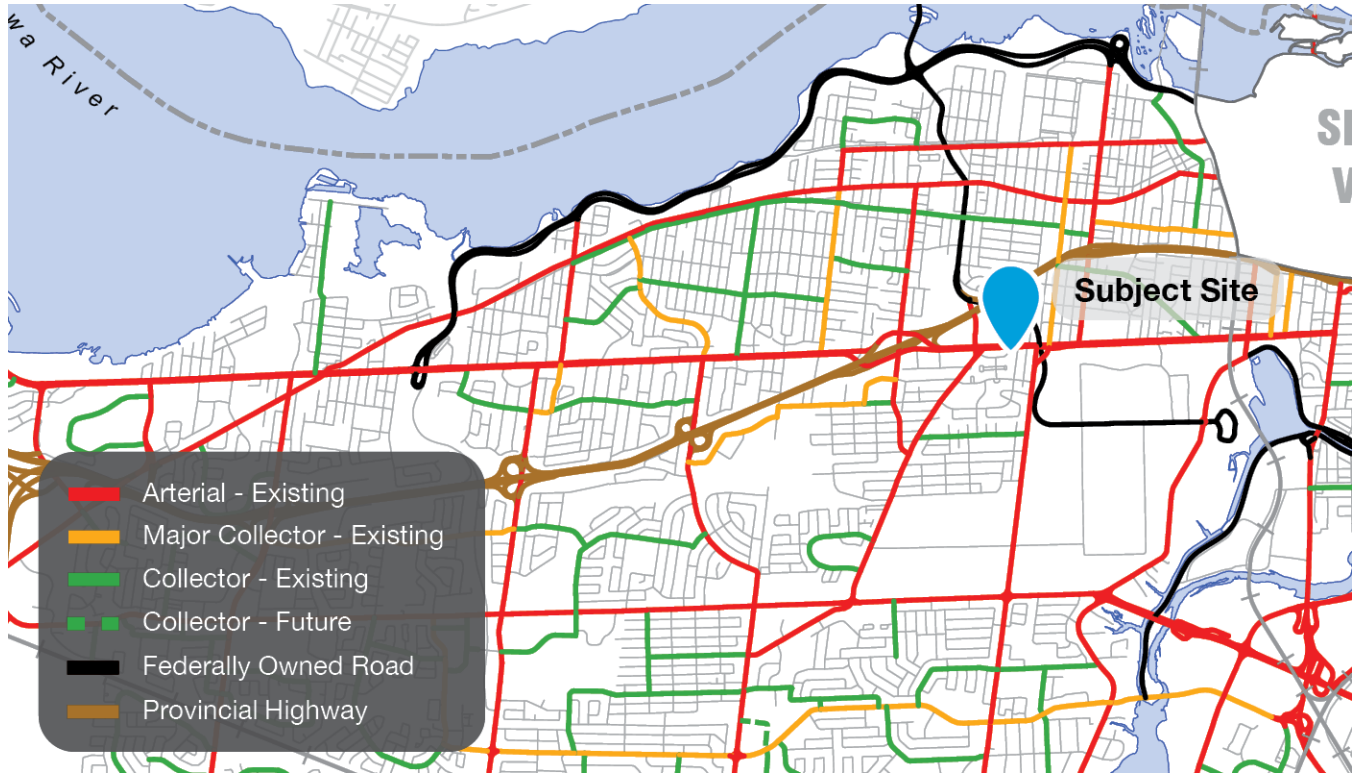 wa River
Subject Site
Arterial - Existing
Major Collector - Existing
Collector - Existing
Collector - Future
Federally Owned Road
Provincial Highway